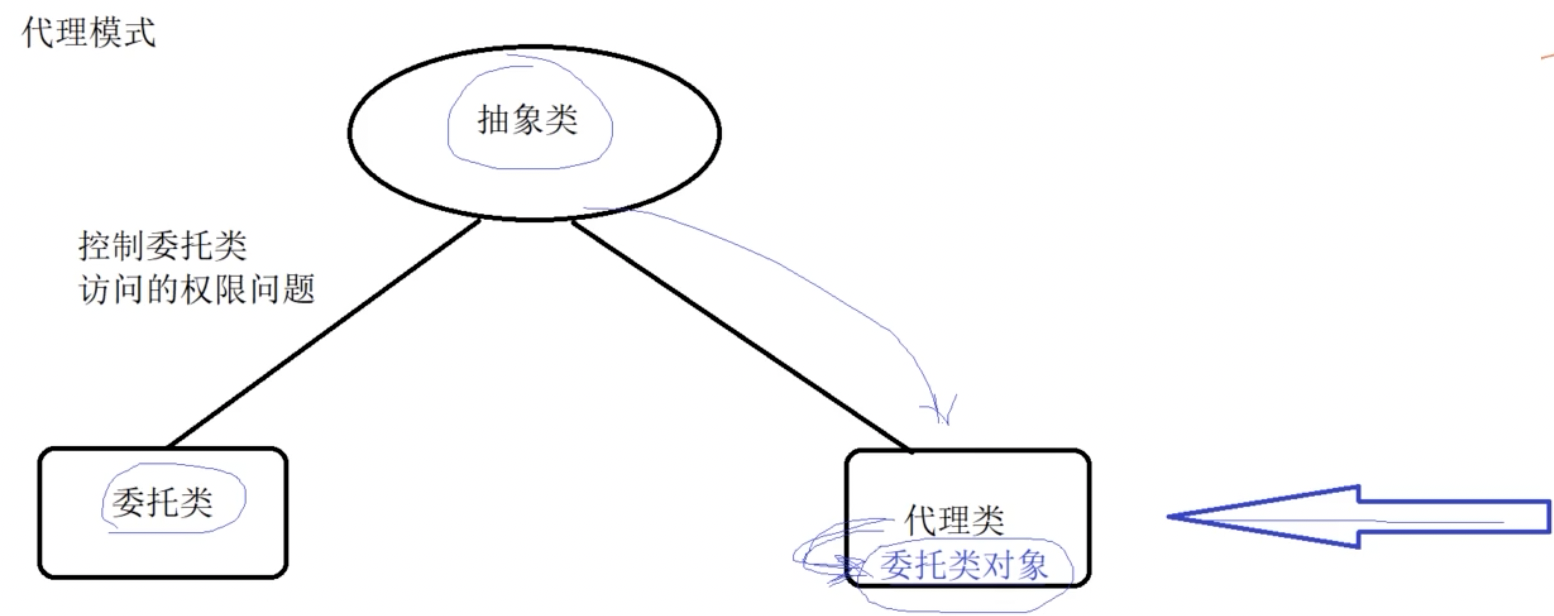 代理模式
抽象类
控制委托类
访问的权限问题
委托类
代理类
委托类对象